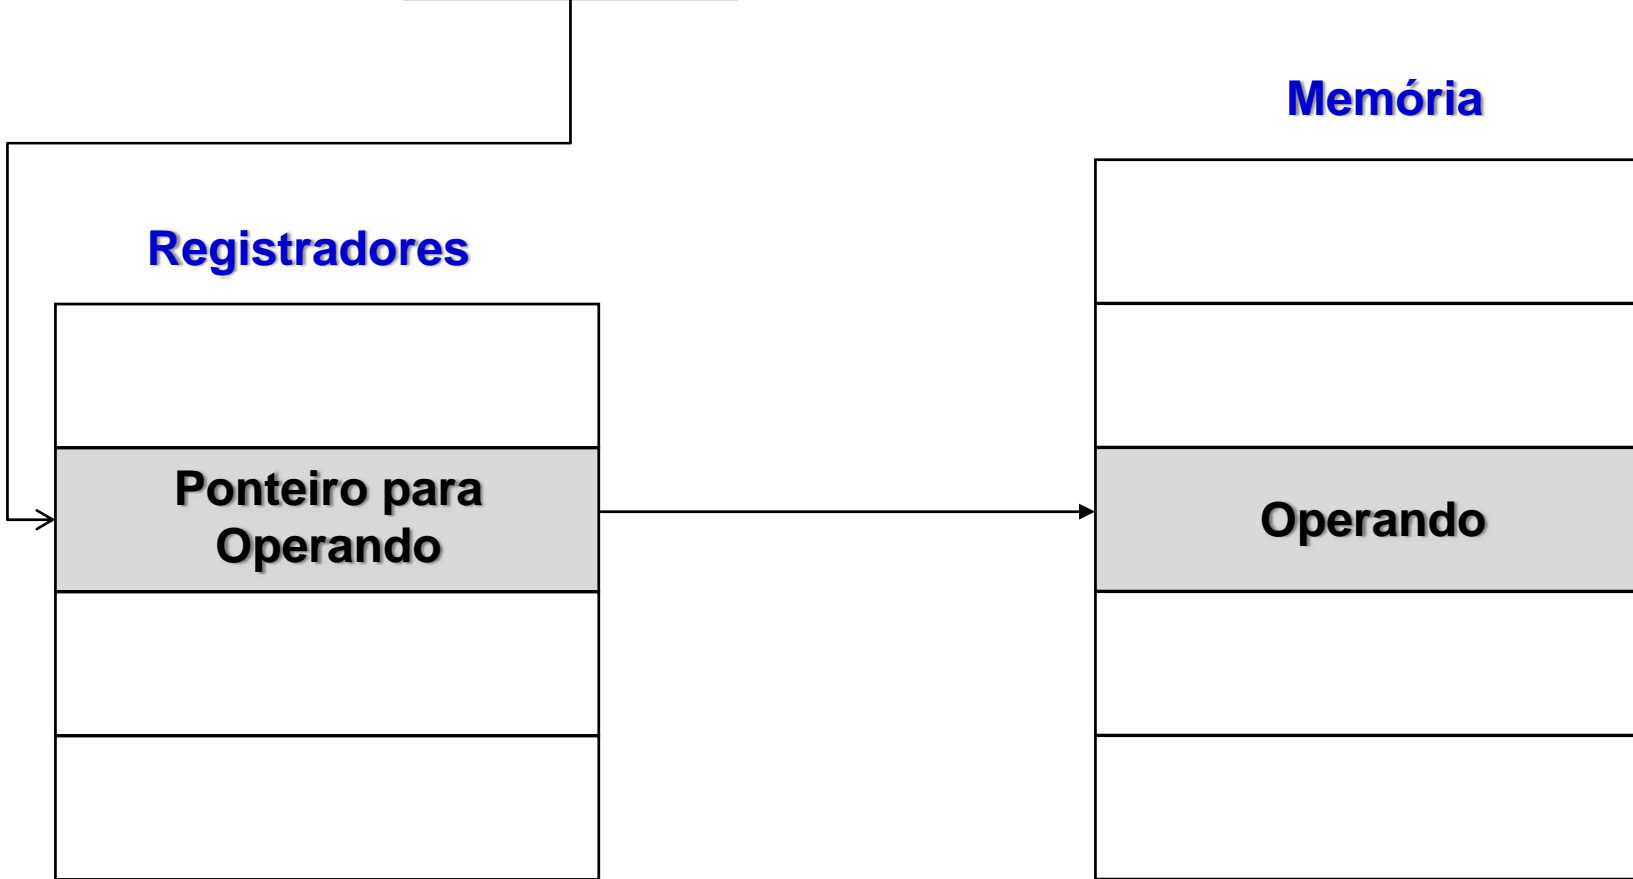 Memória
Registradores
Ponteiro para
Operando
Operando